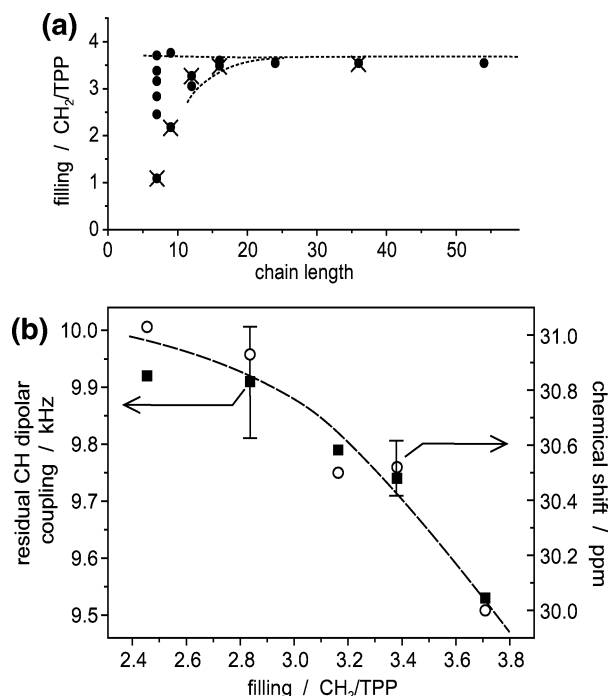 (a)
filling / CH₂/TPP
4
3
2
1
0
0 10 20 30 40 50
chain length
(b)
residual CH dipolar
coupling / kHz
10.0
9.9
9.8
9.7
9.6
9.5
31.0
30.8
30.6
30.4
30.2
30.0
chemical shift / ppm
2.4 2.6 2.8 3.0 3.2 3.4 3.6 3.8
filling / CH₂/TPP